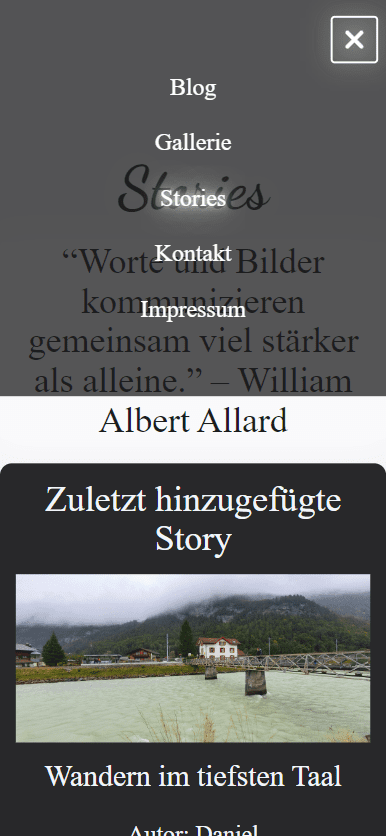 Blog
Gallerie
Stories
Stories
“Worte und Bilder
Kontakt
kommunizieren
Impressum
gemeinsam viel stärker
als alleine.” – William
Albert Allard
Zuletzt hinzugefügte
Story
Wandern im tiefsten Taal
Autor: Daniel